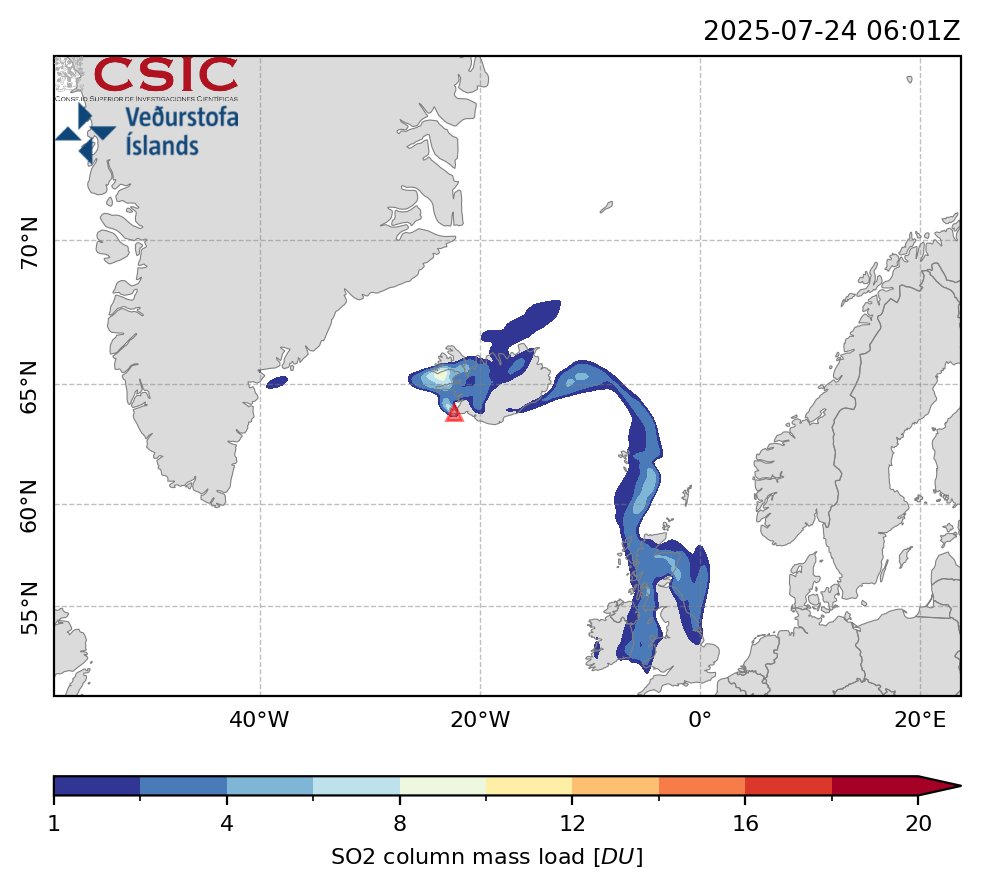 2025-07-24 06:01Z
CSIC
Consejo Superior de Investigaciones Científicas
Veðurstofa
Íslands
70°N
65°N
60°N
55°N
40°W 20°W 0° 20°E
1 4 8 12 16 20
SO2 column mass load [DU]